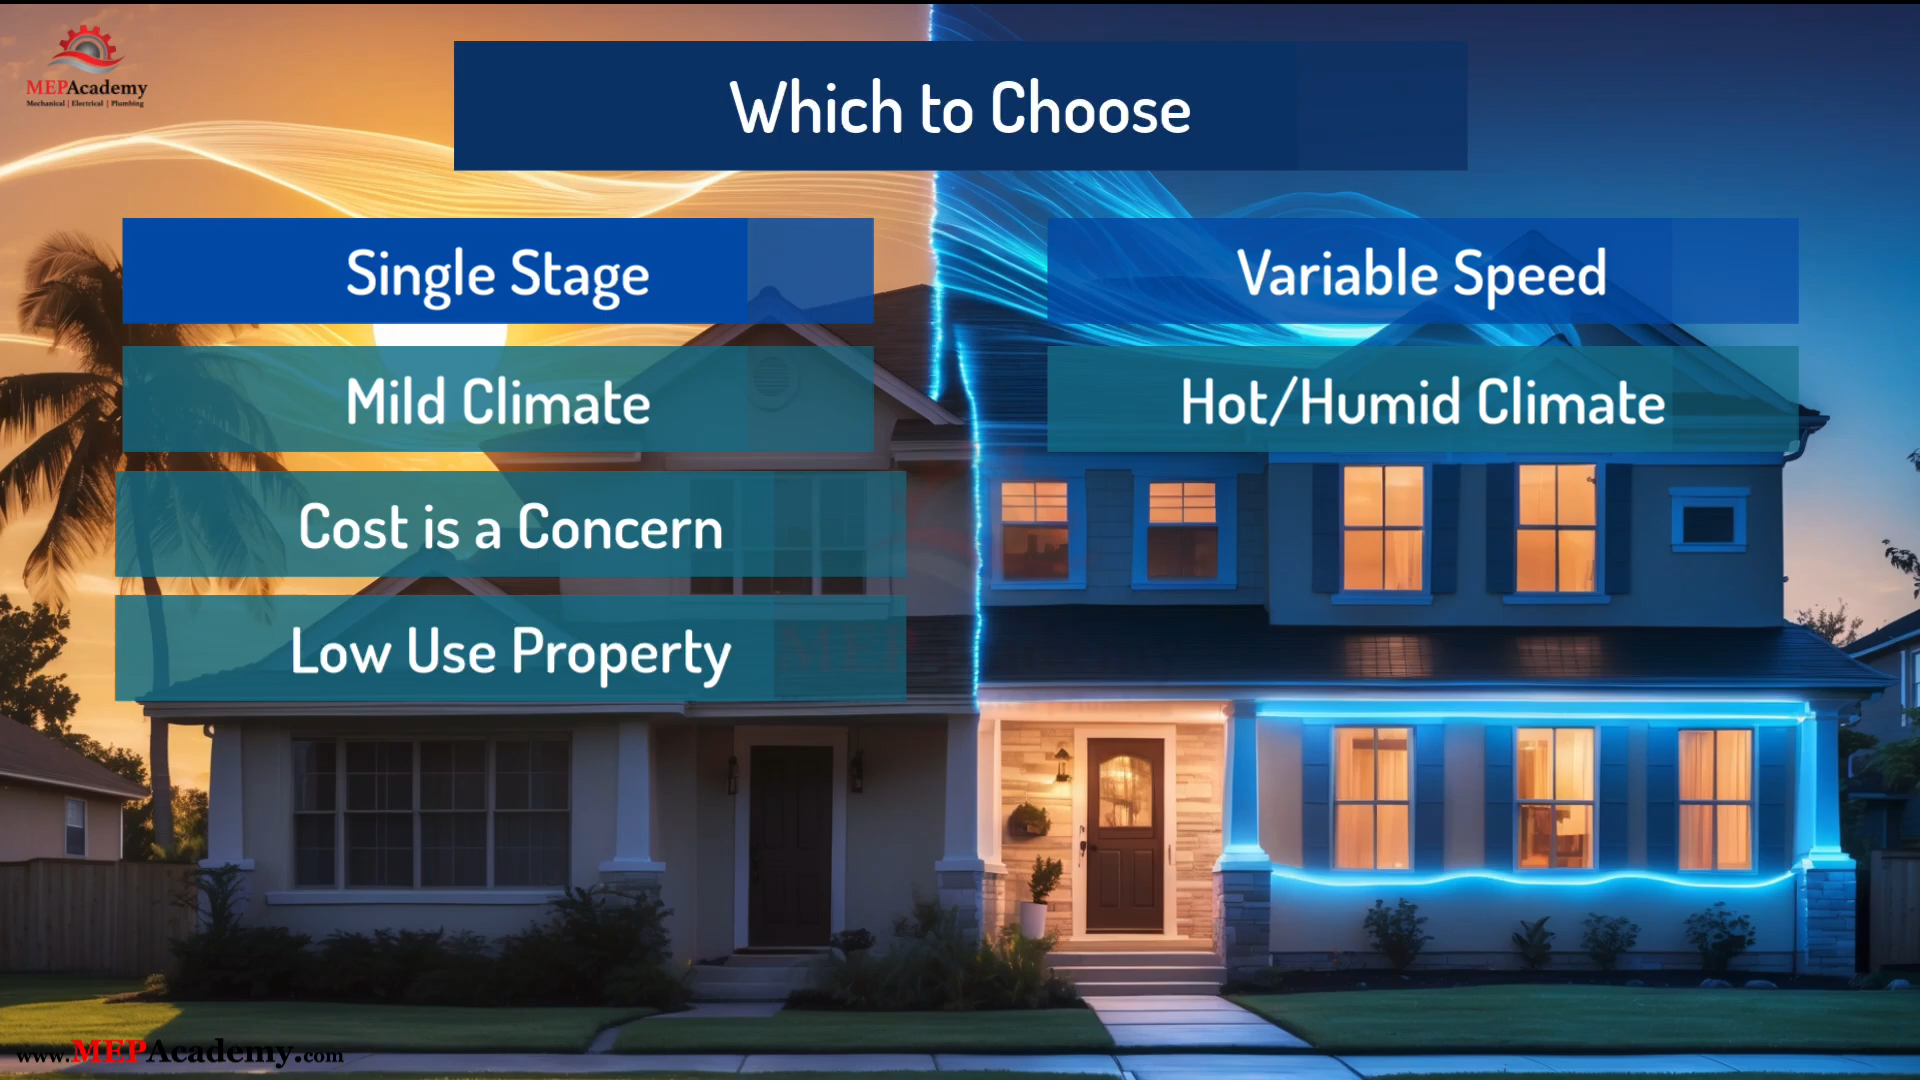 MEPAcademy
Mechanical | Electrical | Plumbing
Which to Choose
Single Stage
Mild Climate
Cost is a Concern
Low Use Property
Variable Speed
Hot/Humid Climate
MEP
www.MEPAcademy.com